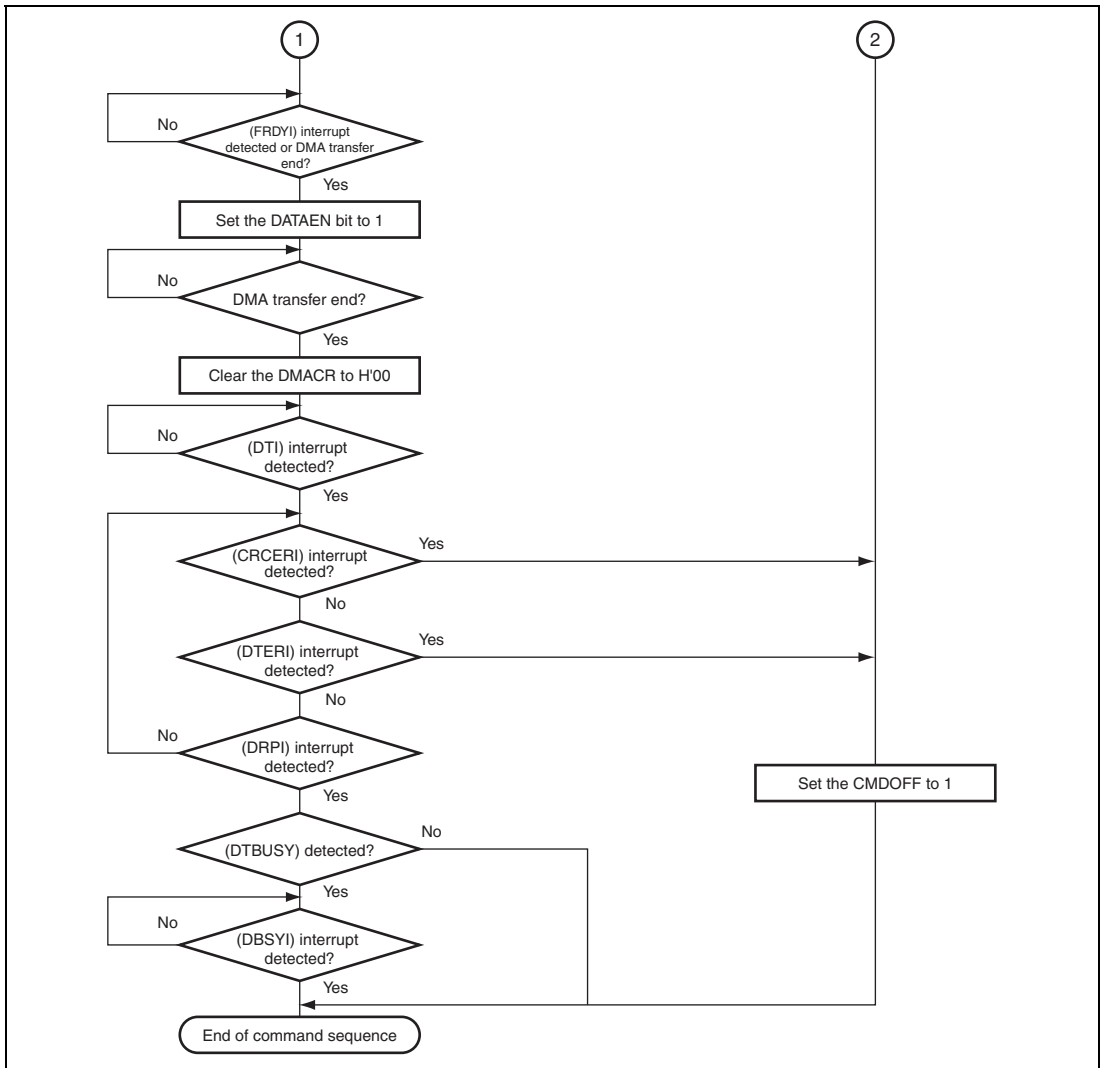 1
2
No
(FRDYI) interrupt
detected or DMA transfer
end?
Yes
Set the DATAEN bit to 1
No
DMA transfer end?
Yes
Clear the DMACR to H'00
No
(DTI) interrupt
detected?
Yes
(CRCERI) interrupt
detected?
Yes
No
(DTERI) interrupt
detected?
Yes
No
No
(DRPI) interrupt
detected?
Yes
Set the CMDOFF to 1
(DTBUSY) detected?
No
Yes
No
(DBSYI) interrupt
detected?
Yes
End of command sequence